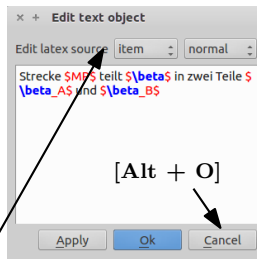 × + Edit text object
Edit latex source item normal
Strecke $MP$ teilt $\beta$ in zwei Teile $
\beta_A$ und $\beta_B$
[Alt + O]
Apply Ok Cancel